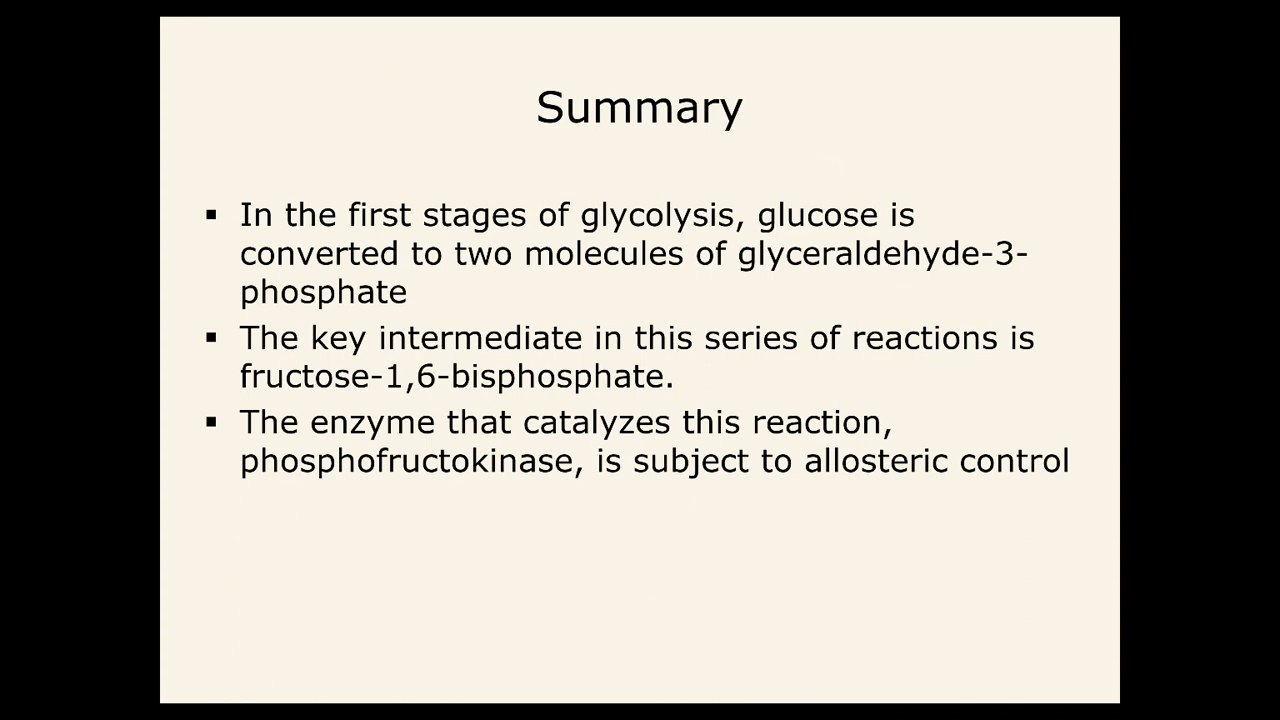 Summary
▪ In the first stages of glycolysis, glucose is
converted to two molecules of glyceraldehyde-3-
phosphate
▪ The key intermediate in this series of reactions is
fructose-1,6-bisphosphate.
▪ The enzyme that catalyzes this reaction,
phosphofructokinase, is subject to allosteric control